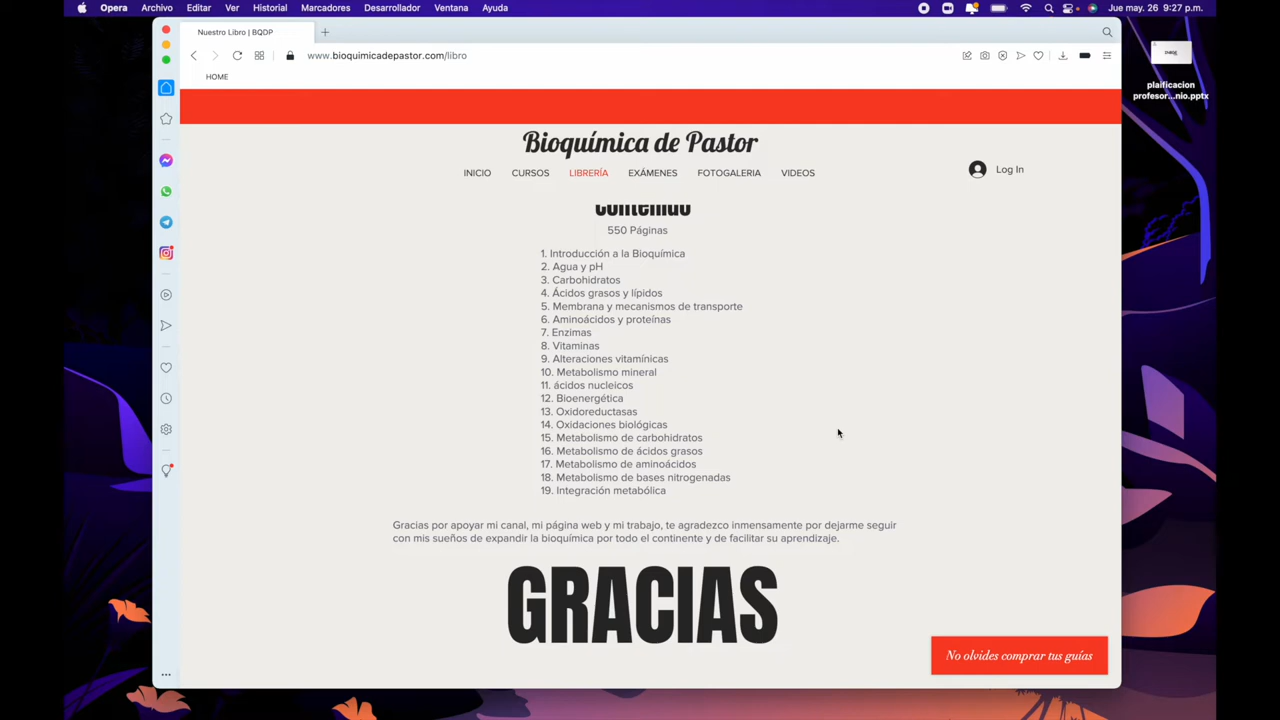 Opera Archivo Editar Ver Historial Marcadores Desarrollador Ventana Ayuda Jue may. 26 9:27 p.m.
Nuestro Libro | BQDP
www.bioquimicadepastor.com/libro
HOME
plaificacion
profesor...nio.pptx
Bioquímica de Pastor
INICIO CURSOS LIBRERÍA EXÁMENES FOTOGALERIA VIDEOS
Log In
Contenido
550 Páginas
1. Introducción a la Bioquímica
2. Agua y pH
3. Carbohidratos
4. Ácidos grasos y lípidos
5. Membrana y mecanismos de transporte
6. Aminoácidos y proteínas
7. Enzimas
8. Vitaminas
9. Alteraciones vitamínicas
10. Metabolismo mineral
11. ácidos nucleicos
12. Bioenergética
13. Oxidoreductasas
14. Oxidaciones biológicas
15. Metabolismo de carbohidratos
16. Metabolismo de ácidos grasos
17. Metabolismo de aminoácidos
18. Metabolismo de bases nitrogenadas
19. Integración metabólica
Gracias por apoyar mi canal, mi página web y mi trabajo, te agradezco inmensamente por dejarme seguir
con mis sueños de expandir la bioquímica por todo el continente y de facilitar su aprendizaje.
GRACIAS
No olvides comprar tus guías